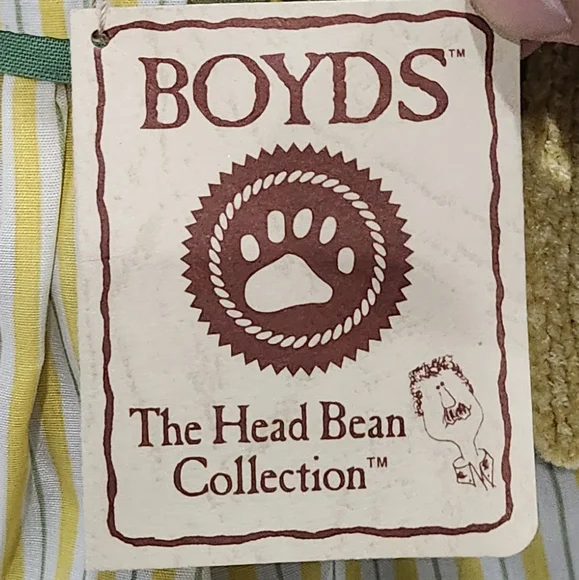 BOYDS™
The Head Bean
Collection™